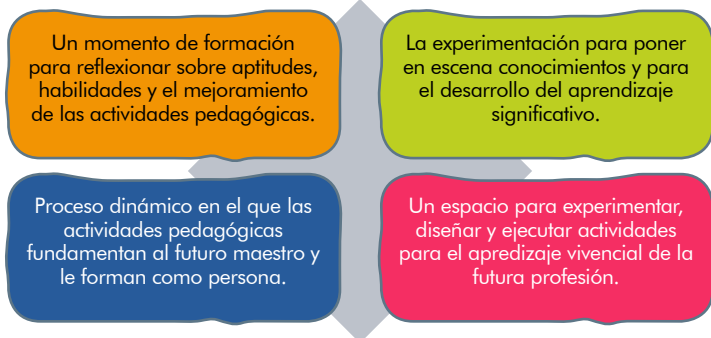 Un momento de formación
para reflexionar sobre aptitudes,
habilidades y el mejoramiento
de las actividades pedagógicas.
La experimentación para poner
en escena conocimientos y para
el desarrollo del aprendizaje
significativo.
Proceso dinámico en el que las
actividades pedagógicas
fundamentan al futuro maestro y
le forman como persona.
Un espacio para experimentar,
diseñar y ejecutar actividades
para el apredizaje vivencial de la
futura profesión.